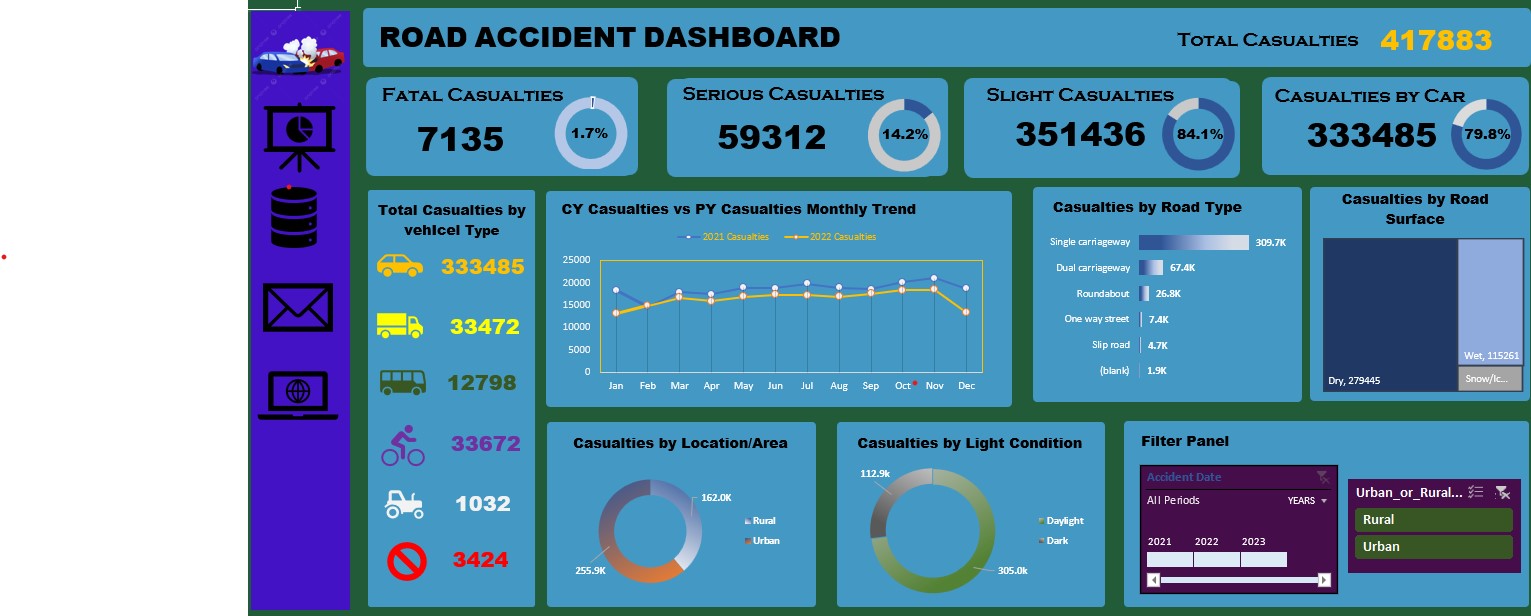 ROAD ACCIDENT DASHBOARD
Total Casualties 417883
Fatal Casualties
7135
1.7%
Serious Casualties
59312
14.2%
Slight Casualties
351436
84.1%
Casualties by Car
333485
79.8%
Total Casualties by
vehIcel Type
333485
33472
12798
33672
1032
3424
CY Casualties vs PY Casualties Monthly Trend
2021 Casualties 2022 Casualties
25000
20000
15000
10000
5000
0
Jan Feb Mar Apr May Jun Jul Aug Sep Oct Nov Dec
Casualties by Road Type
Single carriageway 309.7K
Dual carriageway 67.4K
Roundabout 26.8K
One way street 7.4K
Slip road 4.7K
(blank) 1.9K
Casualties by Road
Surface
Dry, 279445
Wet, 115261
Snow/Ic...
Casualties by Location/Area
162.0K
Rural
Urban
255.9K
Casualties by Light Condition
112.9k
Daylight
Dark
305.0k
Filter Panel
Accident Date
All Periods YEARS
2021 2022 2023
Urban_or_Rural...
Rural
Urban